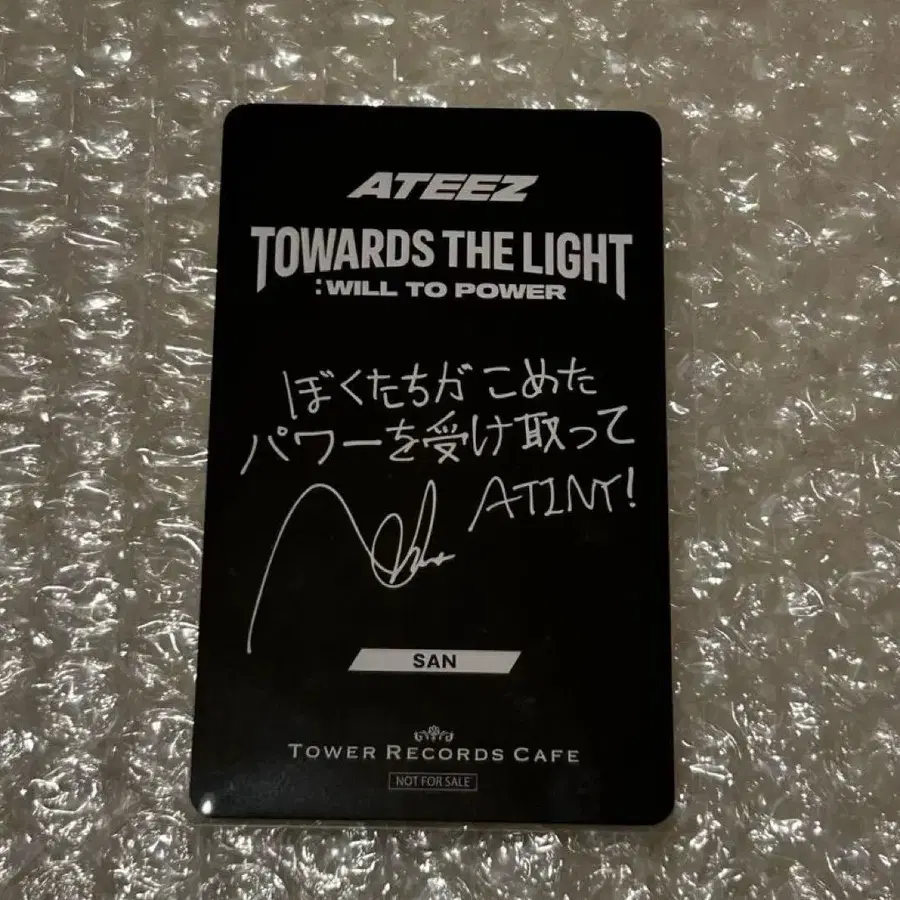 ATEEZ
TOWARDS THE LIGHT
:WILL TO POWER
ぼくたちがこめた
パワーを受け取って
ATINY!
SAN
TOWER RECORDS CAFE
NOT FOR SALE